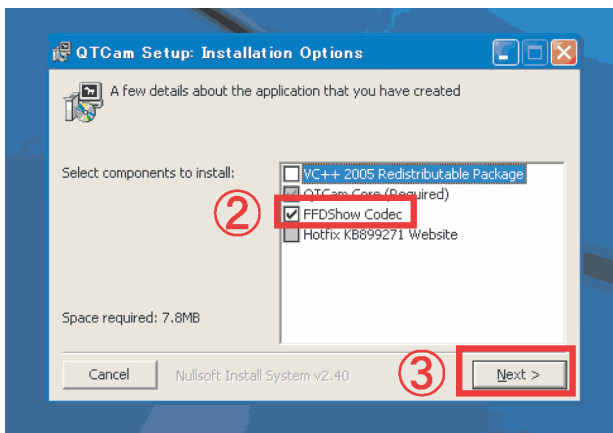 QTCam Setup: Installation Options
A few details about the application that you have created
Select components to install:
VC++ 2005 Redistributable Package
QTCam Core (Required)
② FFDShow Codec
Hotfix KB899271 Website
Space required: 7.8MB
Cancel
Nullsoft Install System v2.40
③ Next >